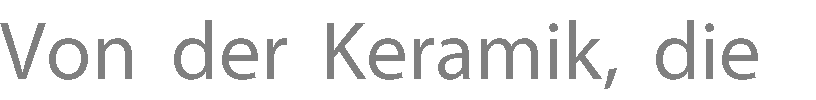 Von der Keramik, die